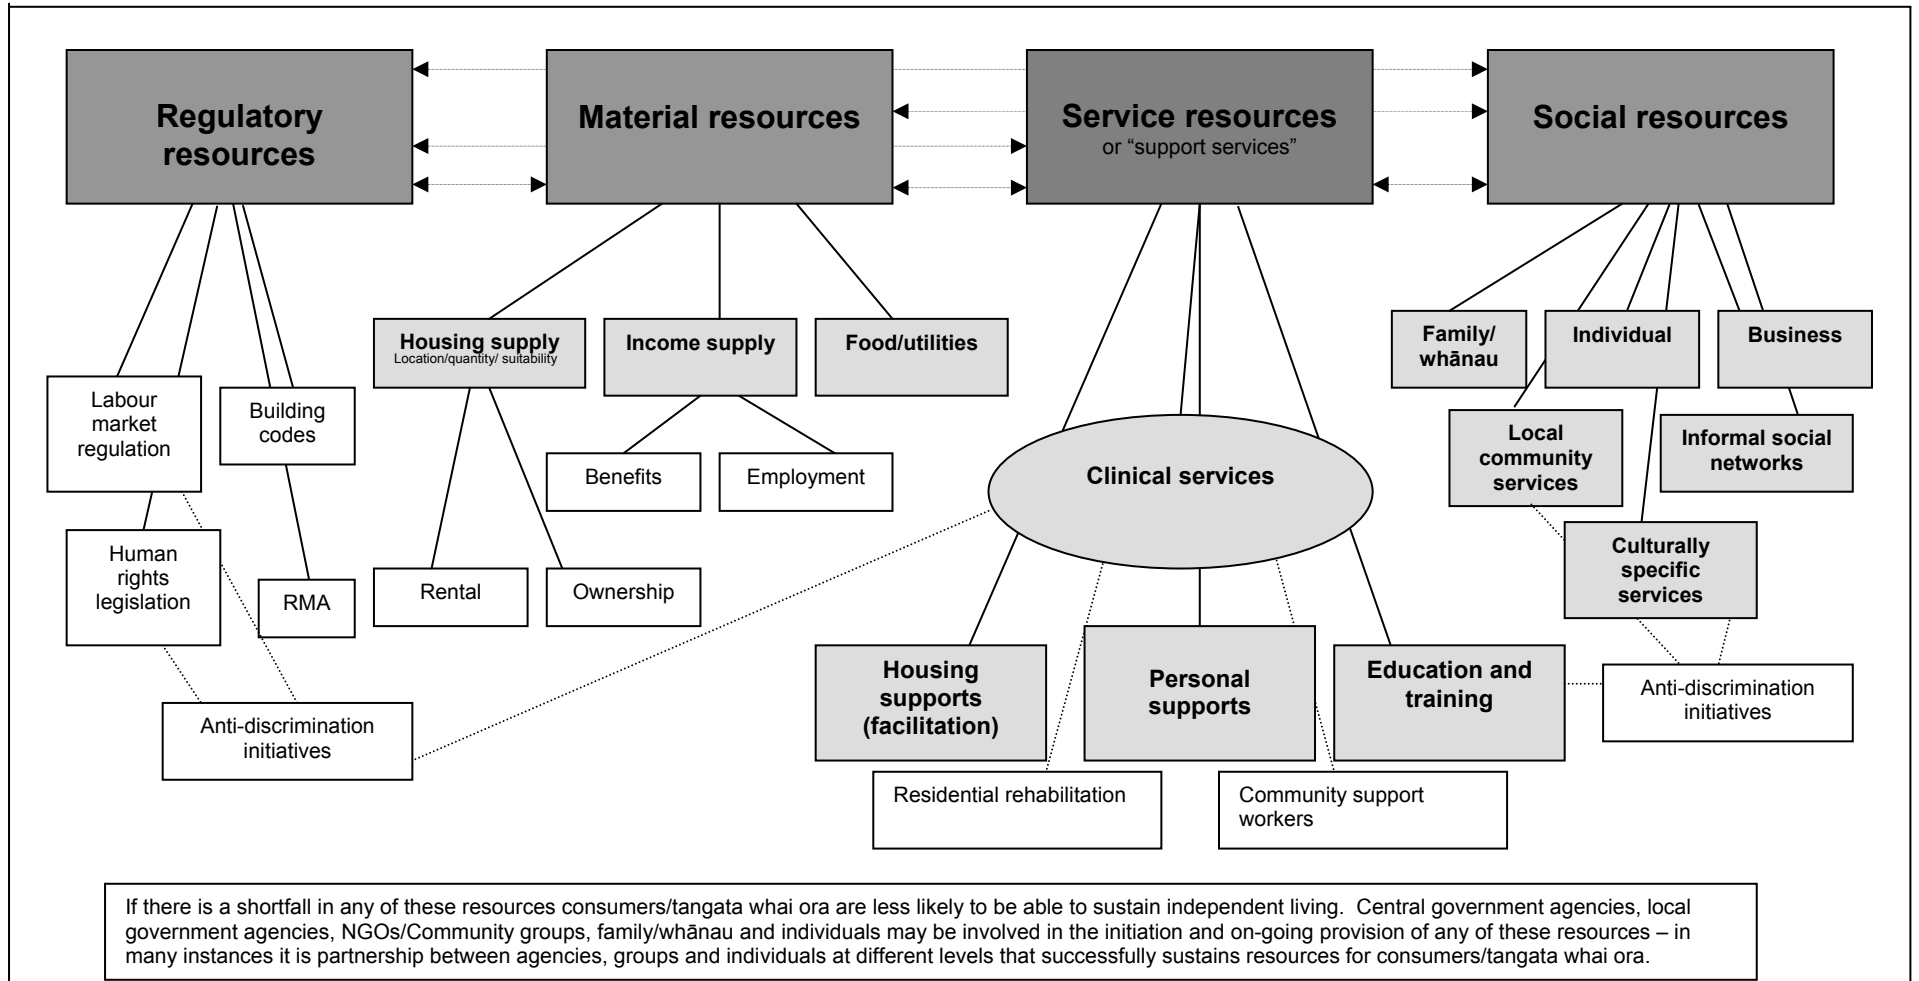 Regulatory
resources
Material resources
Service resources
or “support services”
Social resources
Housing supply
Location/quantity/ suitability
Income supply
Food/utilities
Family/
whānau
Individual
Business
Labour
market
regulation
Building
codes
Benefits
Employment
Clinical services
Local
community
services
Informal social
networks
Human
rights
legislation
RMA
Rental
Ownership
Culturally
specific
services
Housing
supports
(facilitation)
Personal
supports
Education and
training
Anti-discrimination
initiatives
Anti-discrimination
initiatives
Residential rehabilitation
Community support
workers
If there is a shortfall in any of these resources consumers/tangata whai ora are less likely to be able to sustain independent living.  Central government agencies, local
government agencies, NGOs/Community groups, family/whānau and individuals may be involved in the initiation and on-going provision of any of these resources – in
many instances it is partnership between agencies, groups and individuals at different levels that successfully sustains resources for consumers/tangata whai ora.